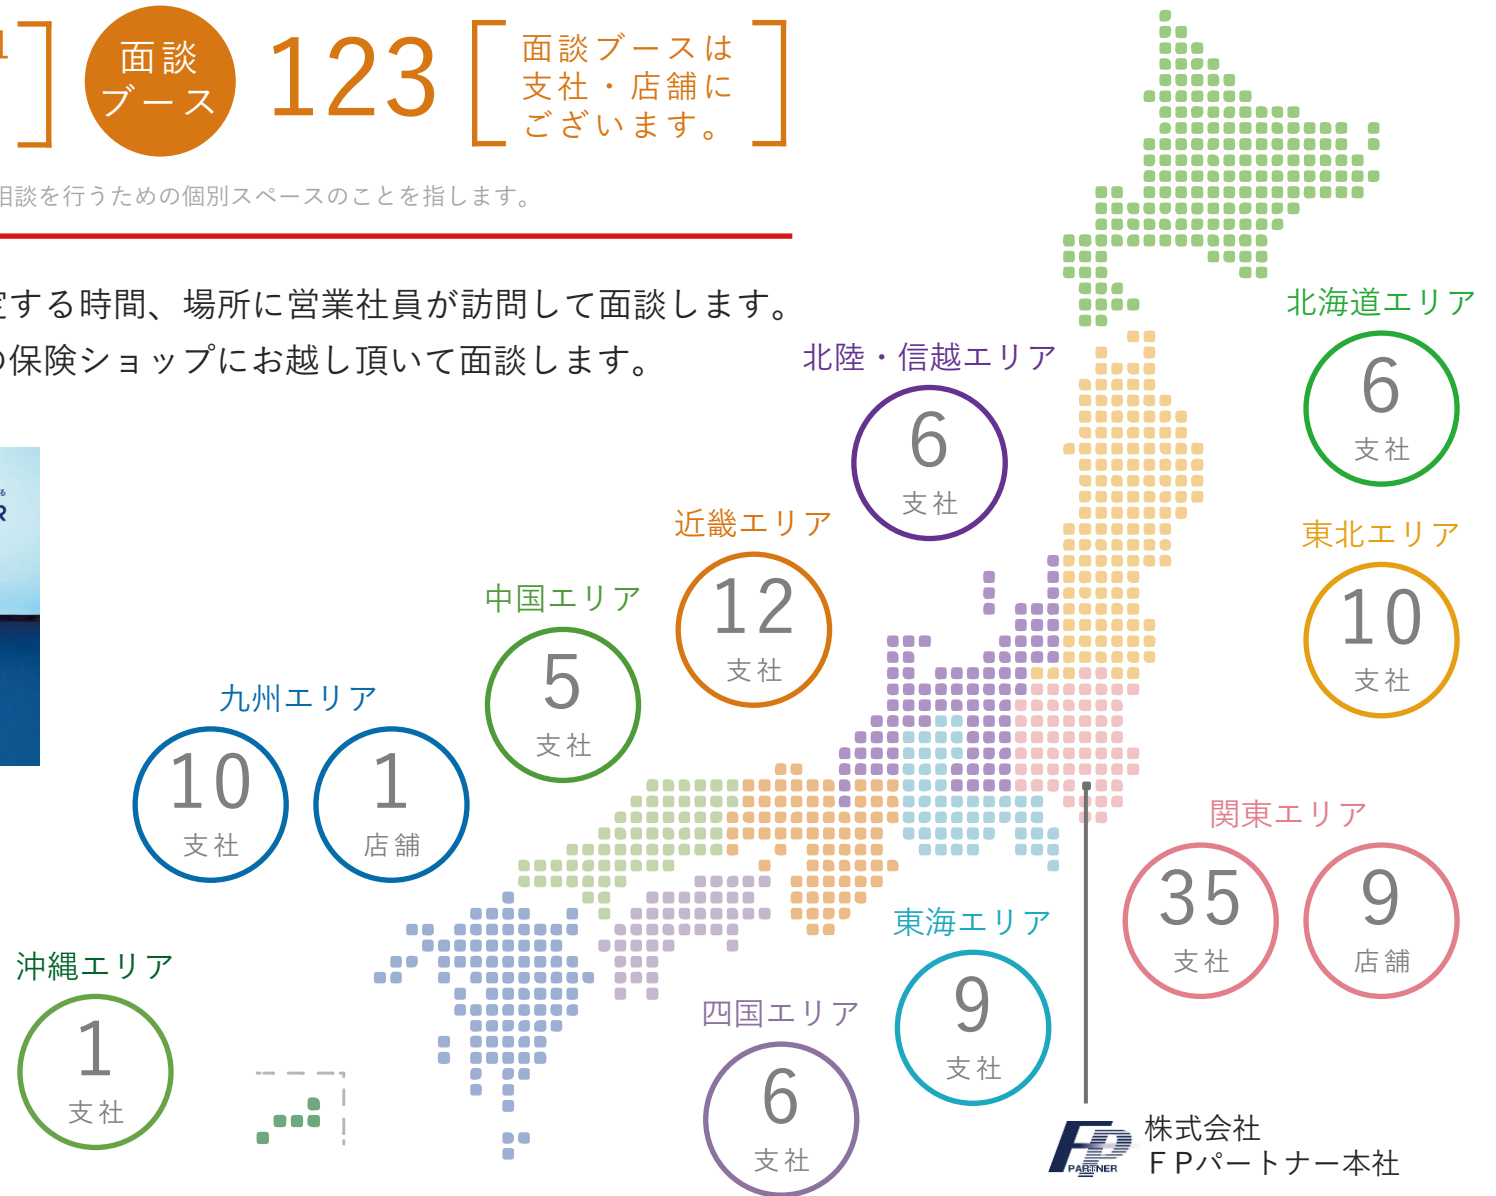 1
面談
ブース
123
面談ブースは
支社・店舗に
ございます。
相談を行うための個別スペースのことを指します。
する時間、場所に営業社員が訪問して面談します。
の保険ショップにお越し頂いて面談します。
北海道エリア
6
支社
北陸・信越エリア
6
支社
近畿エリア
12
支社
東北エリア
10
支社
中国エリア
5
支社
九州エリア
10
支社
1
店舗
関東エリア
35
支社
9
店舗
東海エリア
9
支社
沖縄エリア
1
支社
四国エリア
6
支社
FP
PARTNER
株式会社
ＦＰパートナー本社